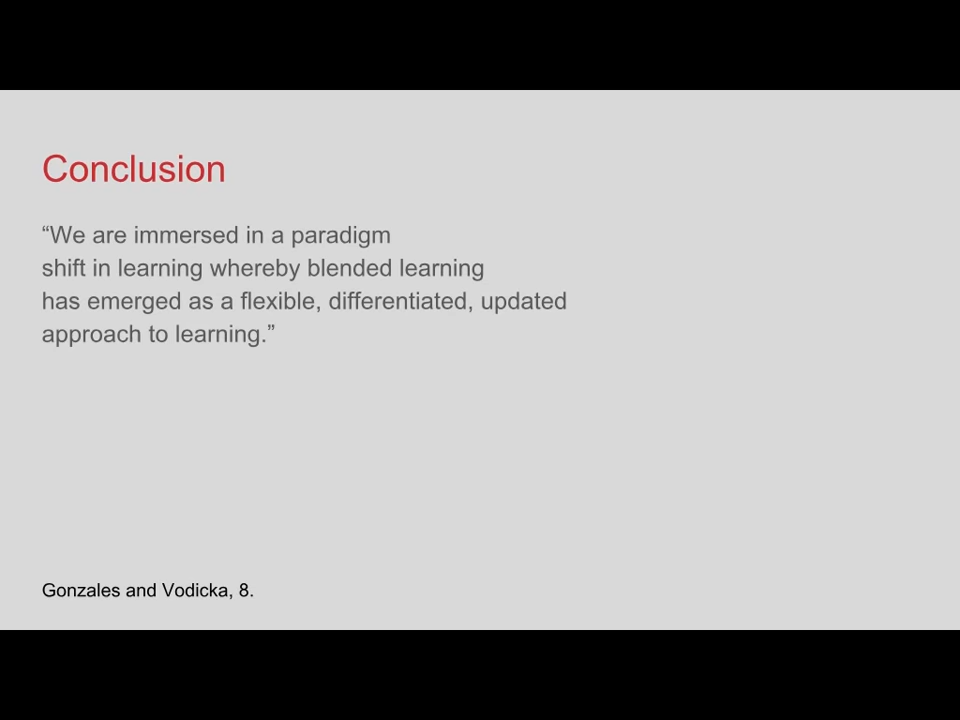 Conclusion
“We are immersed in a paradigm
shift in learning whereby blended learning
has emerged as a flexible, differentiated, updated
approach to learning.”
Gonzales and Vodicka, 8.